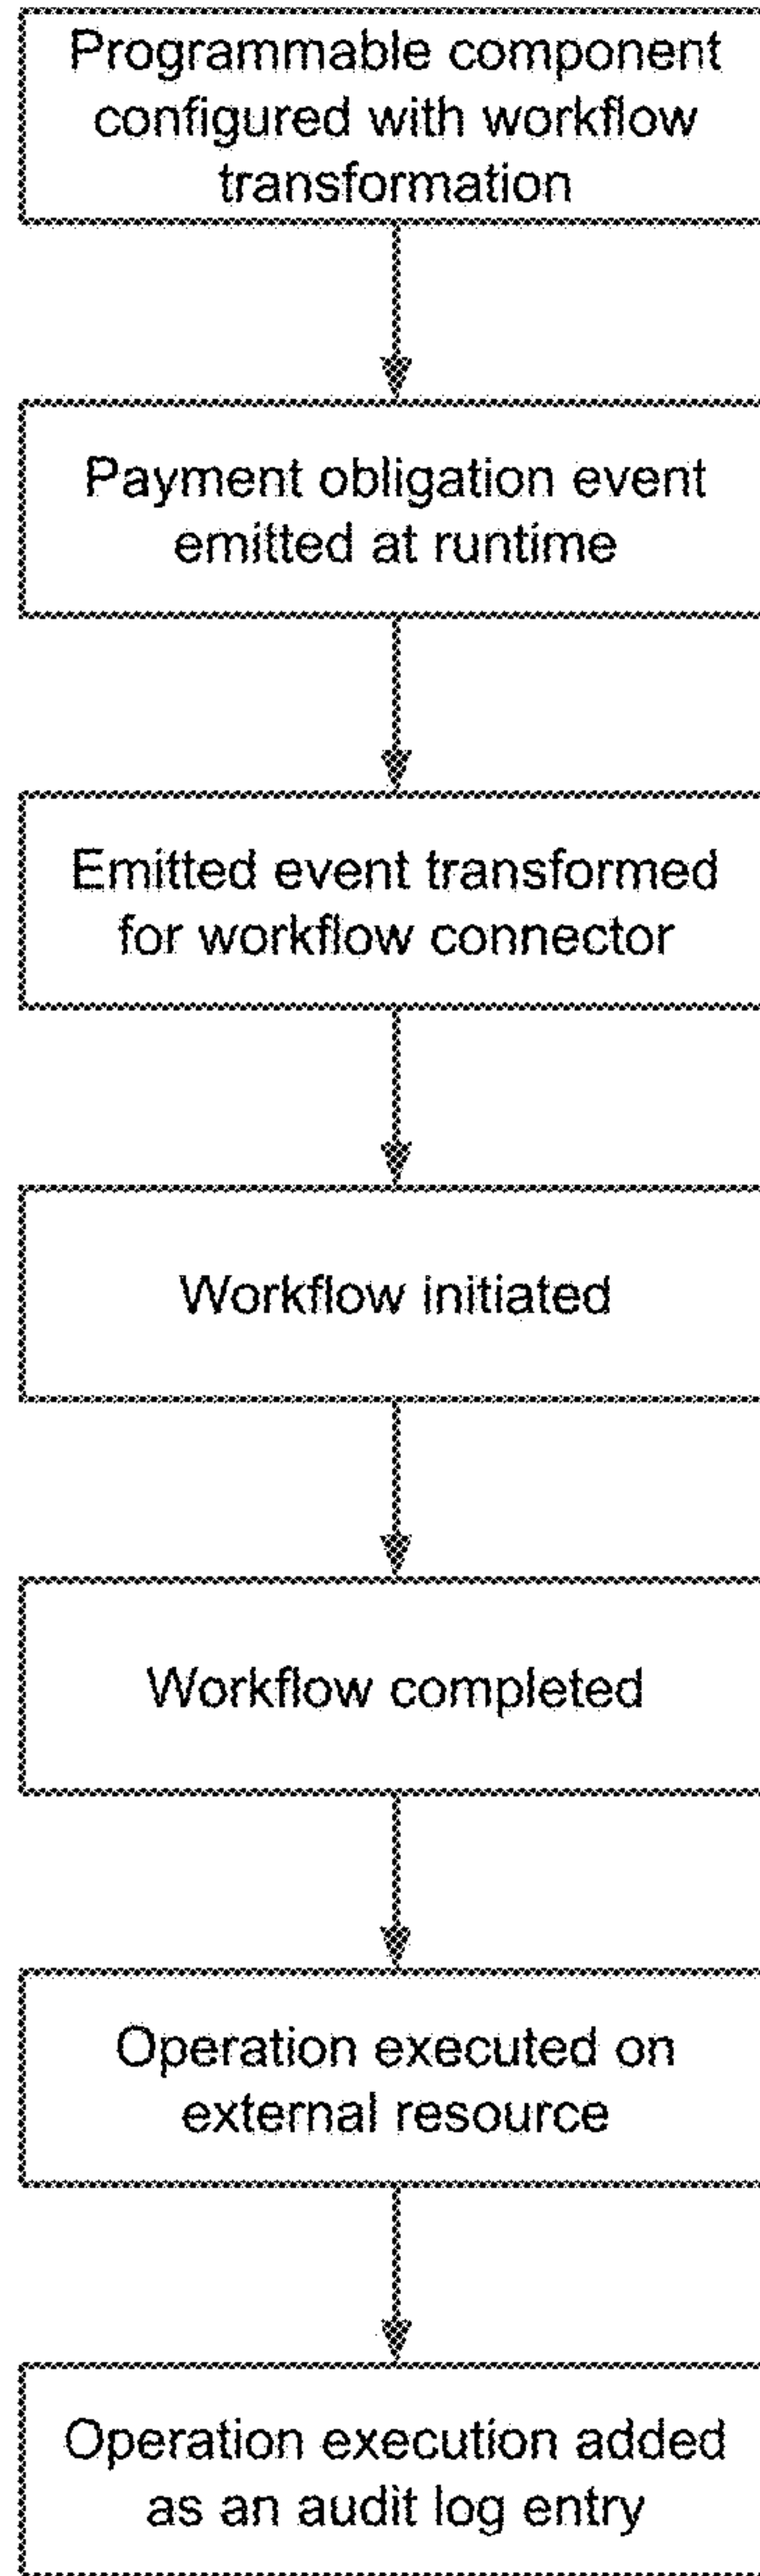 Programmable component
configured with workflow
transformation
Payment obligation event
emitted at runtime
Emitted event transformed
for workflow connector
Workflow initiated
Workflow completed
Operation executed on
external resource
Operation execution added
as an audit log entry